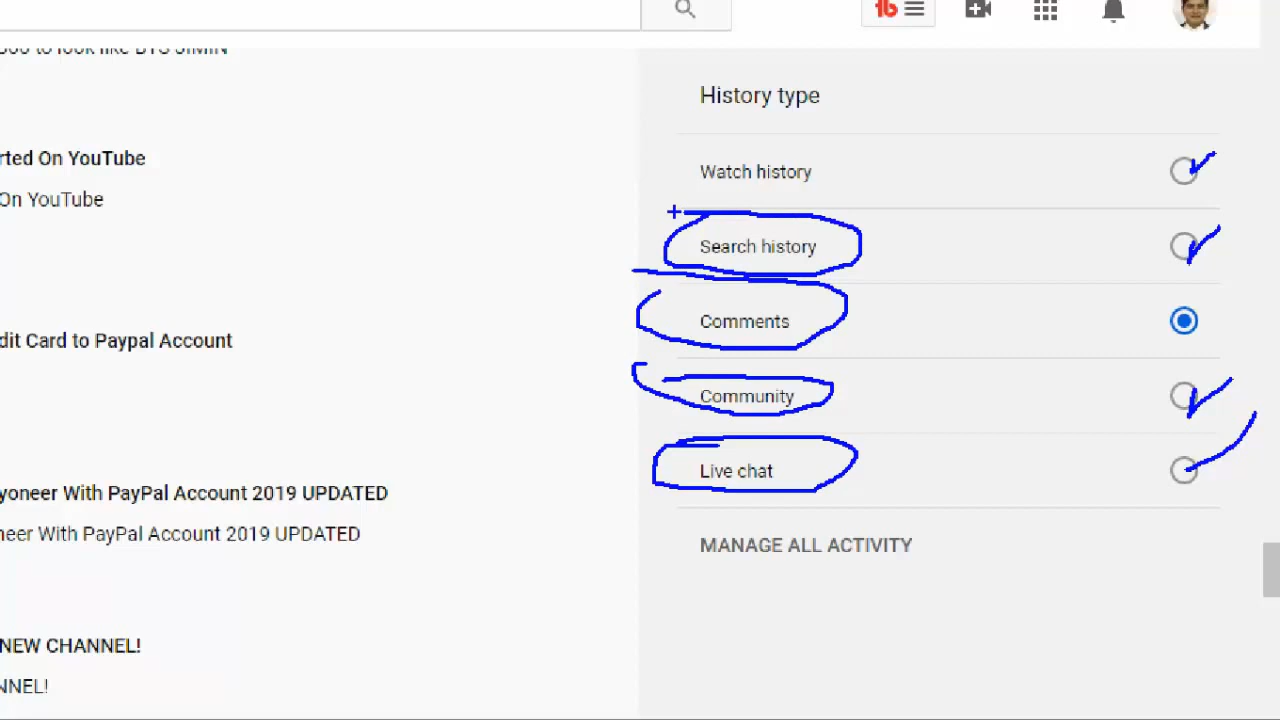 History type
rted On YouTube
Watch history
On YouTube
Search history
Comments
dit Card to Paypal Account
Community
Live chat
yoneer With PayPal Account 2019 UPDATED
neer With PayPal Account 2019 UPDATED
MANAGE ALL ACTIVITY
NEW CHANNEL!
NNEL!